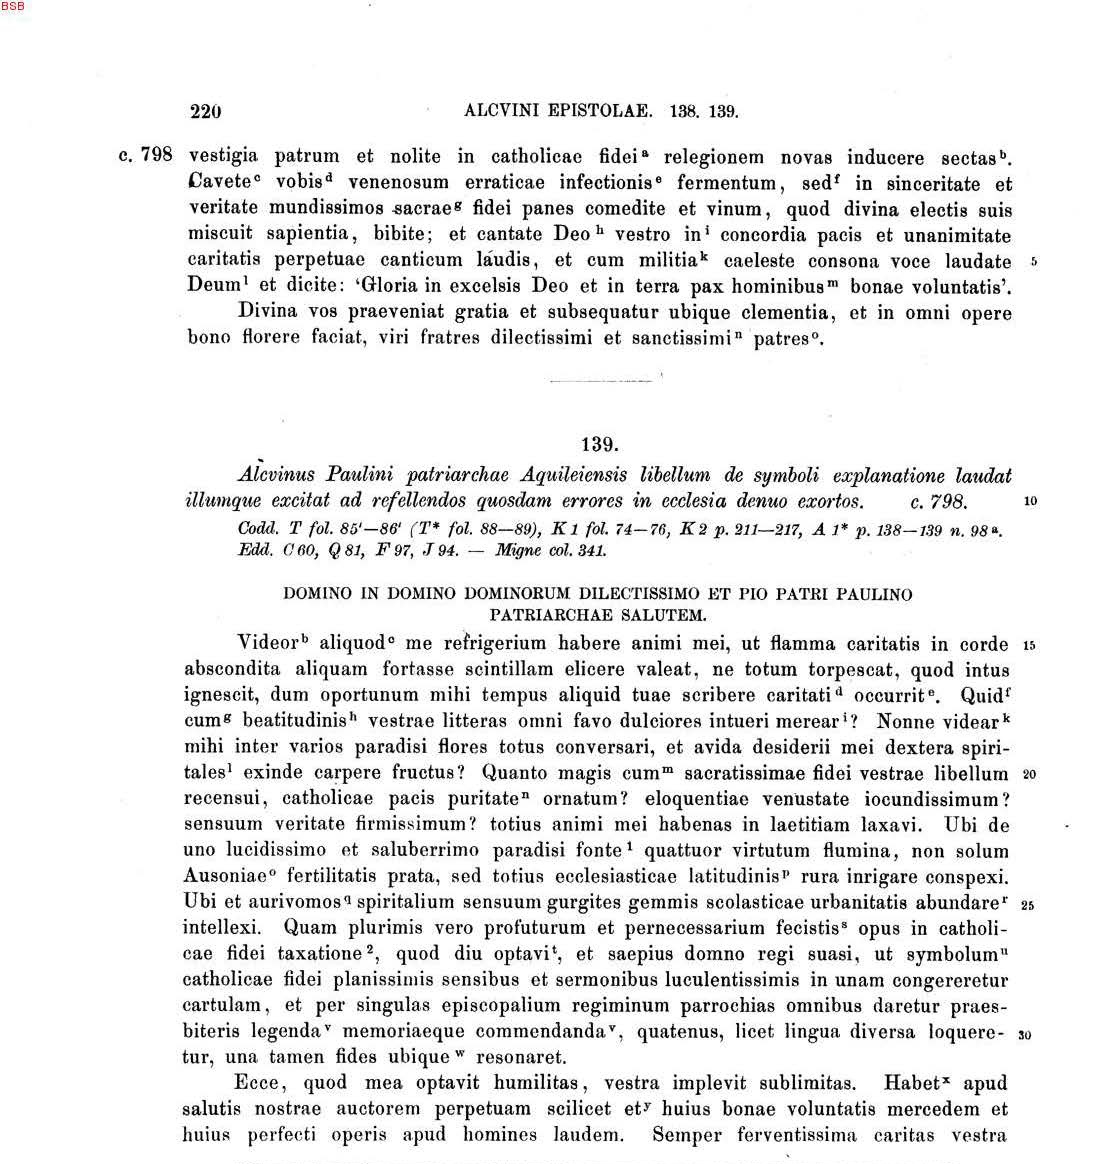 BSB
220 ALCVINI EPISTOLAE. 138. 139.
c. 798 vestigia patrum et nolite in catholicae fidei ᵃ relegionem novas inducere sectas ᵇ.
Cavete ᶜ vobis ᵈ venenosum erraticae infectionis ᵉ fermentum, sed ᶠ in sinceritate et
veritate mundissimos sacrae ᵍ fidei panes comedite et vinum, quod divina electis suis
miscuit sapientia, bibite; et cantate Deo ʰ vestro in ⁱ concordia pacis et unanimitate
caritatis perpetuae canticum laudis, et cum militia ᵏ caeleste consona voce laudate 5
Deum ˡ et dicite: ‘Gloria in excelsis Deo et in terra pax hominibus ᵐ bonae voluntatis’.
Divina vos praeveniat gratia et subsequatur ubique clementia, et in omni opere
bono florere faciat, viri fratres dilectissimi et sanctissimi ⁿ patres ᵒ.
139.
Alcvinus Paulini patriarchae Aquileiensis libellum de symboli explanatione laudat
illumque excitat ad refellendos quosdam errores in ecclesia denuo exortos. c. 798. 10
Codd. T fol. 85'—86' (T* fol. 88—89), K 1 fol. 74—76, K 2 p. 211—217, A 1* p. 138—139 n. 98 ᵃ.
Edd. C 60, Q 81, F 97, J 94. — Migne col. 341.
DOMINO IN DOMINO DOMINORUM DILECTISSIMO ET PIO PATRI PAULINO
PATRIARCHAE SALUTEM.
Videor ᵇ aliquod ᶜ me refrigerium habere animi mei, ut flamma caritatis in corde 15
abscondita aliquam fortasse scintillam elicere valeat, ne totum torpescat, quod intus
ignescit, dum oportunum mihi tempus aliquid tuae scribere caritati ᵈ occurrit ᵉ. Quid ᶠ
cum ᵍ beatitudinis ʰ vestrae litteras omni favo dulciores intueri merear ⁱ? Nonne videar ᵏ
mihi inter varios paradisi flores totus conversari, et avida desiderii mei dextera spiri-
tales ˡ exinde carpere fructus? Quanto magis cum ᵐ sacratissimae fidei vestrae libellum 20
recensui, catholicae pacis puritate ⁿ ornatum? eloquentiae venustate iocundissimum?
sensuum veritate firmissimum? totius animi mei habenas in laetitiam laxavi. Ubi de
uno lucidissimo et saluberrimo paradisi fonte ¹ quattuor virtutum flumina, non solum
Ausoniae ᵒ fertilitatis prata, sed totius ecclesiasticae latitudinis ᵖ rura inrigare conspexi.
Ubi et aurivomos q spiritalium sensuum gurgites gemmis scolasticae urbanitatis abundare ʳ 25
intellexi. Quam plurimis vero profuturum et pernecessarium fecistis ˢ opus in catholi-
cae fidei taxatione ², quod diu optavi ᵗ, et saepius domno regi suasi, ut symbolum ᵘ
catholicae fidei planissimis sensibus et sermonibus luculentissimis in unam congereretur
cartulam, et per singulas episcopalium regiminum parrochias omnibus daretur praes-
biteris legenda ᵛ memoriaeque commendanda ᵛ, quatenus, licet lingua diversa loquere- 30
tur, una tamen fides ubique ʷ resonaret.
Ecce, quod mea optavit humilitas, vestra implevit sublimitas. Habet ˣ apud
salutis nostrae auctorem perpetuam scilicet et ʸ huius bonae voluntatis mercedem et
huius perfecti operis apud homines laudem. Semper ferventissima caritas vestra